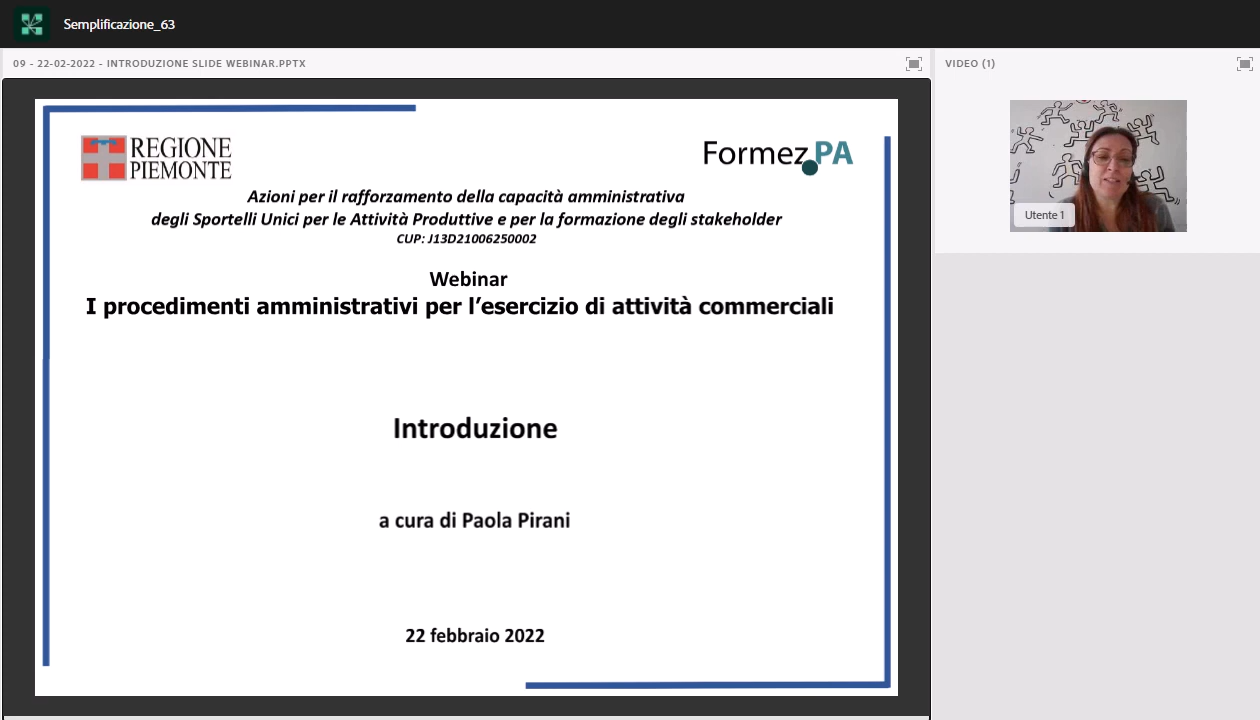 Semplificazione_63
09 - 22-02-2022 - INTRODUZIONE SLIDE WEBINAR.PPTX
VIDEO (1)
REGIONE
PIEMONTE
Formez PA
Azioni per il rafforzamento della capacità amministrativa
degli Sportelli Unici per le Attività Produttive e per la formazione degli stakeholder
CUP: J13D21006250002
Webinar
I procedimenti amministrativi per l'esercizio di attività commerciali
Utente 1
Introduzione
a cura di Paola Pirani
22 febbraio 2022